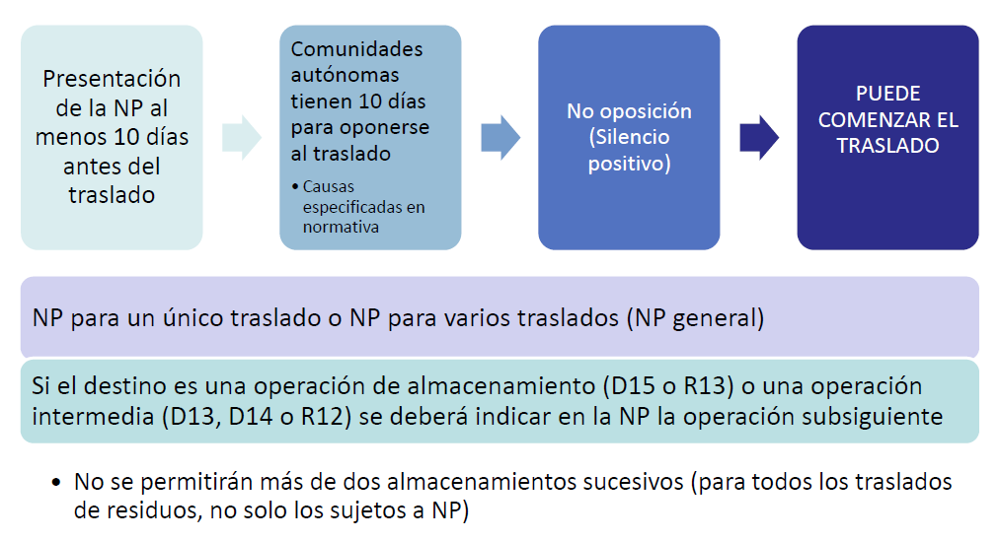 Presentación
de la NP al
menos 10 días
antes del
traslado
Comunidades
autónomas
tienen 10 días
para oponerse
al traslado
• Causas
especificadas en
normativa
No oposición
(Silencio
positivo)
PUEDE
COMENZAR EL
TRASLADO
NP para un único traslado o NP para varios traslados (NP general)
Si el destino es una operación de almacenamiento (D15 o R13) o una operación
intermedia (D13, D14 o R12) se deberá indicar en la NP la operación subsiguiente
• No se permitirán más de dos almacenamientos sucesivos (para todos los traslados
de residuos, no solo los sujetos a NP)